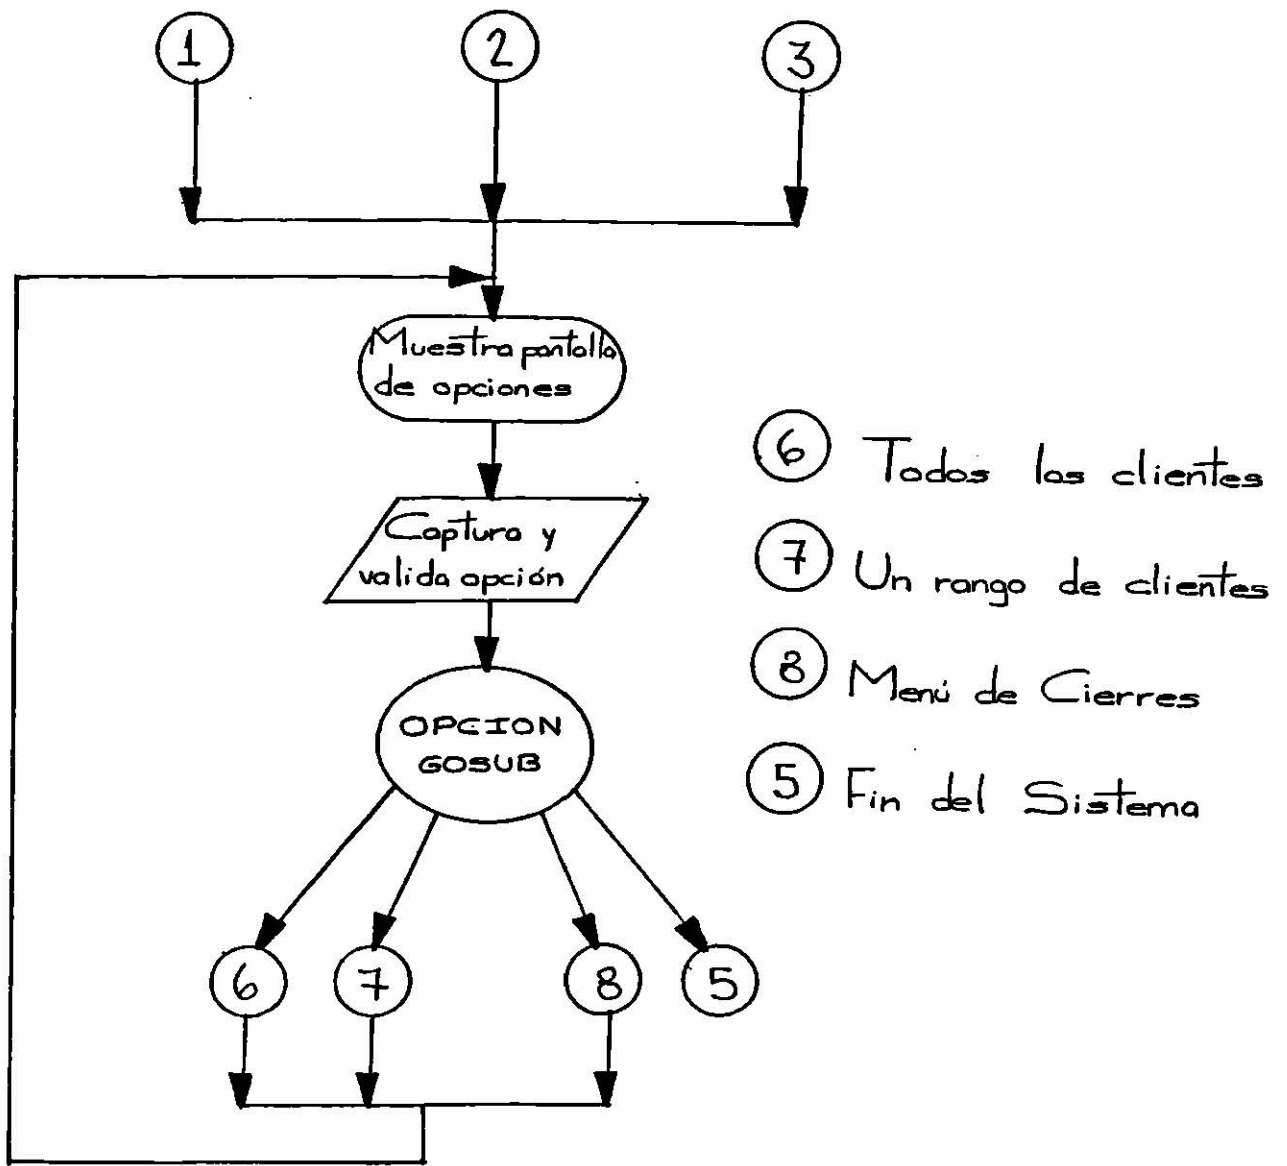 1
2
3
Muestra pantalla
de opciones
Captura y
valida opción
OPCION
GOSUB
6
7
8
5
6 Todos los clientes
7 Un rango de clientes
8 Menú de Cierres
5 Fin del Sistema